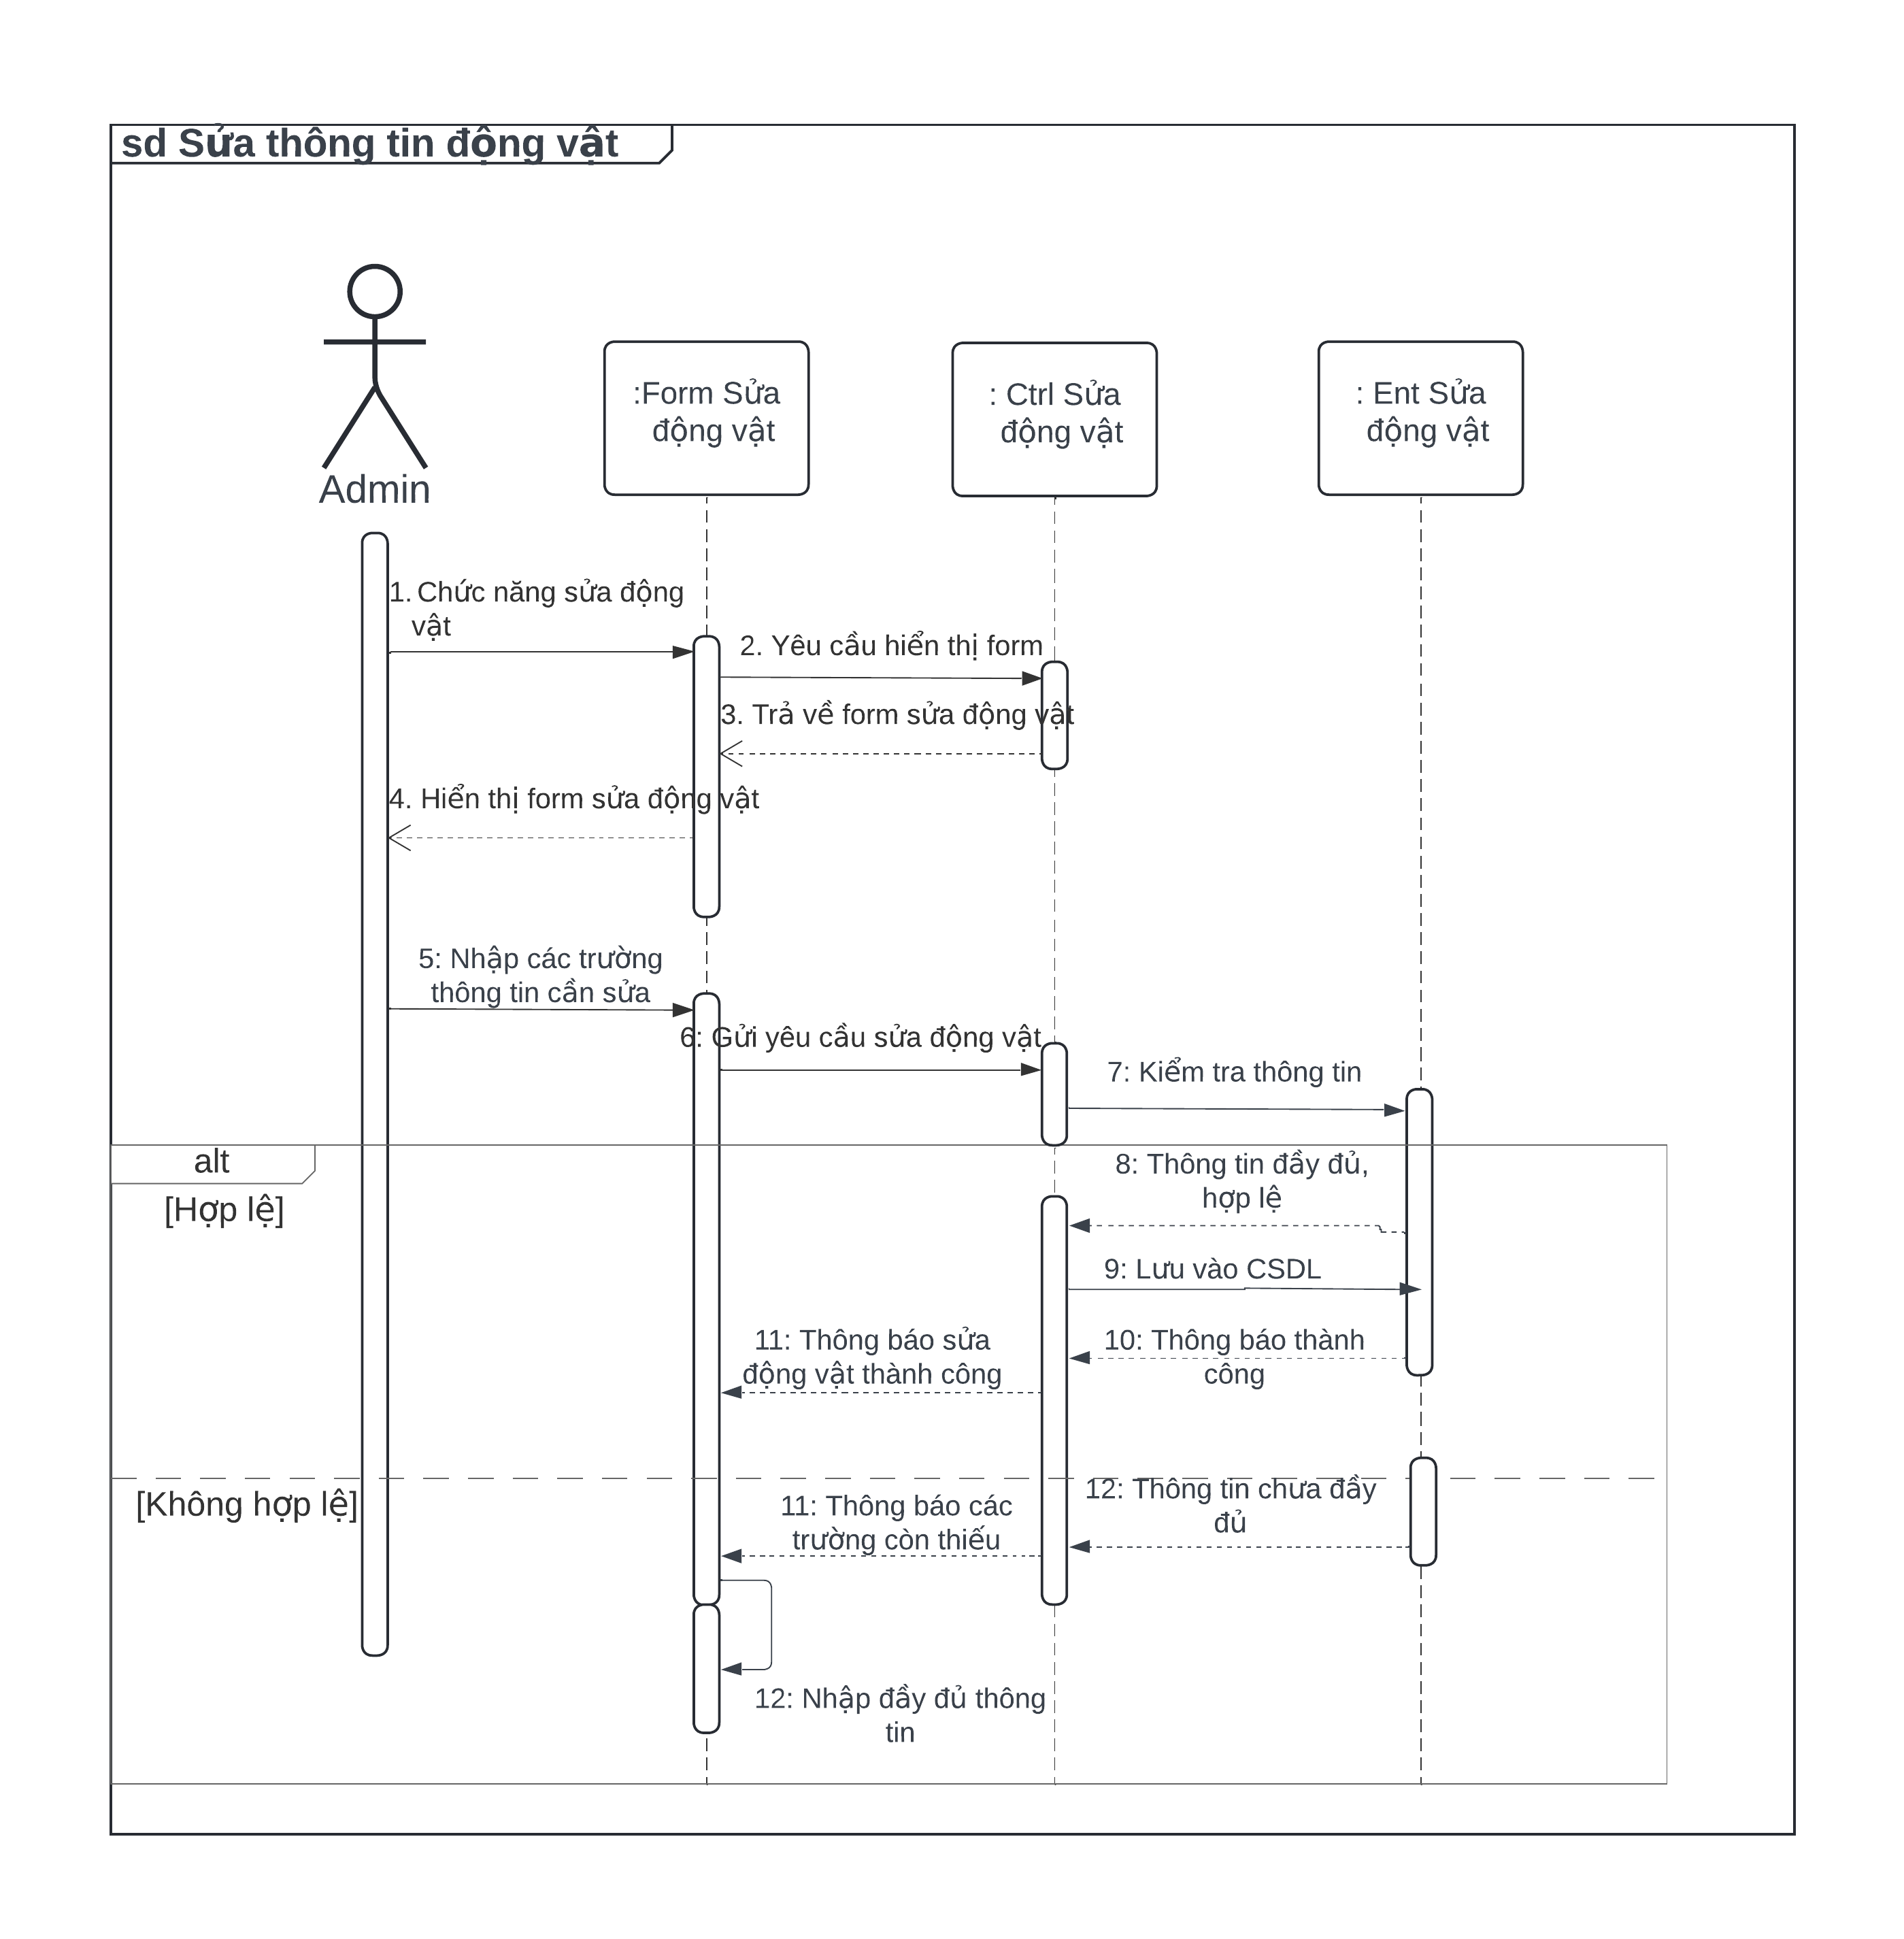 sd Sửa thông tin động vật
Admin
:Form Sửa
động vật
: Ctrl Sửa
động vật
: Ent Sửa
động vật
1. Chức năng sửa động
vật
2. Yêu cầu hiển thị form
3. Trả về form sửa động vật
4. Hiển thị form sửa động vật
5: Nhập các trường
thông tin cần sửa
6: Gửi yêu cầu sửa động vật
7: Kiểm tra thông tin
alt
[Hợp lệ]
8: Thông tin đầy đủ,
hợp lệ
9: Lưu vào CSDL
10: Thông báo thành
công
11: Thông báo sửa
động vật thành công
[Không hợp lệ]
12: Thông tin chưa đầy
đủ
11: Thông báo các
trường còn thiếu
12: Nhập đầy đủ thông
tin